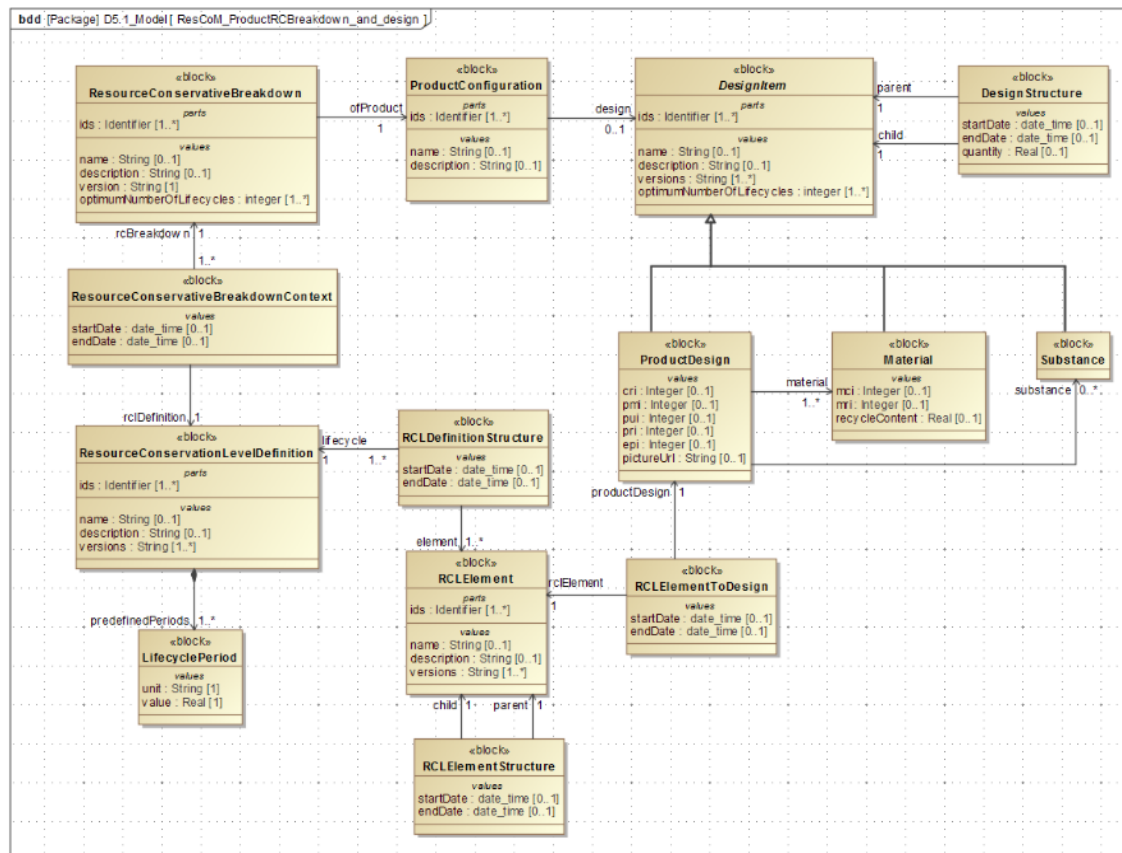 bdd [Package] D5.1_Model [ ResCoM_ProductRCBreakdown_and_design ]
«block»
ResourceConservativeBreakdown
parts
ids : Identifier [1..*]
values
name : String [0..1]
description : String [0..1]
version : String [1]
optimumNumberOfLifecycles : integer [1..*]
ofProduct
1
«block»
ProductConfiguration
parts
ids : Identifier [1..*]
values
name : String [0..1]
description : String [0..1]
design
0..1
«block»
DesignItem
parts
ids : Identifier [1..*]
values
name : String [0..1]
description : String [0..1]
versions : String [1..*]
optimumNumberOfLifecycles : integer [1..*]
parent
1
child
1
«block»
DesignStructure
values
startDate : date_time [0..1]
endDate : date_time [0..1]
quantity : Real [0..1]
rcBreakdown 1
1..*
«block»
ResourceConservativeBreakdownContext
values
startDate : date_time [0..1]
endDate : date_time [0..1]
rclDefinition 1
«block»
ProductDesign
values
cri : Integer [0..1]
pmi : Integer [0..1]
pui : Integer [0..1]
pri : Integer [0..1]
epi : Integer [0..1]
pictureUrl : String [0..1]
material
1..*
«block»
Material
values
mci : Integer [0..1]
mri : Integer [0..1]
recycleContent : Real [0..1]
«block»
Substance
substance 0..*
«block»
ResourceConservationLevelDefinition
parts
ids : Identifier [1..*]
values
name : String [0..1]
description : String [0..1]
versions : String [1..*]
lifecycle
1
1..*
«block»
RCLDefinitionStructure
values
startDate : date_time [0..1]
endDate : date_time [0..1]
productDesign 1
element 1..*
«block»
RCLElement
parts
ids : Identifier [1..*]
values
name : String [0..1]
description : String [0..1]
versions : String [1..*]
rclElement
1
«block»
RCLElementToDesign
values
startDate : date_time [0..1]
endDate : date_time [0..1]
predefinedPeriods 1..*
«block»
LifecyclePeriod
values
unit : String [1]
value : Real [1]
child 1
parent 1
«block»
RCLElementStructure
values
startDate : date_time [0..1]
endDate : date_time [0..1]